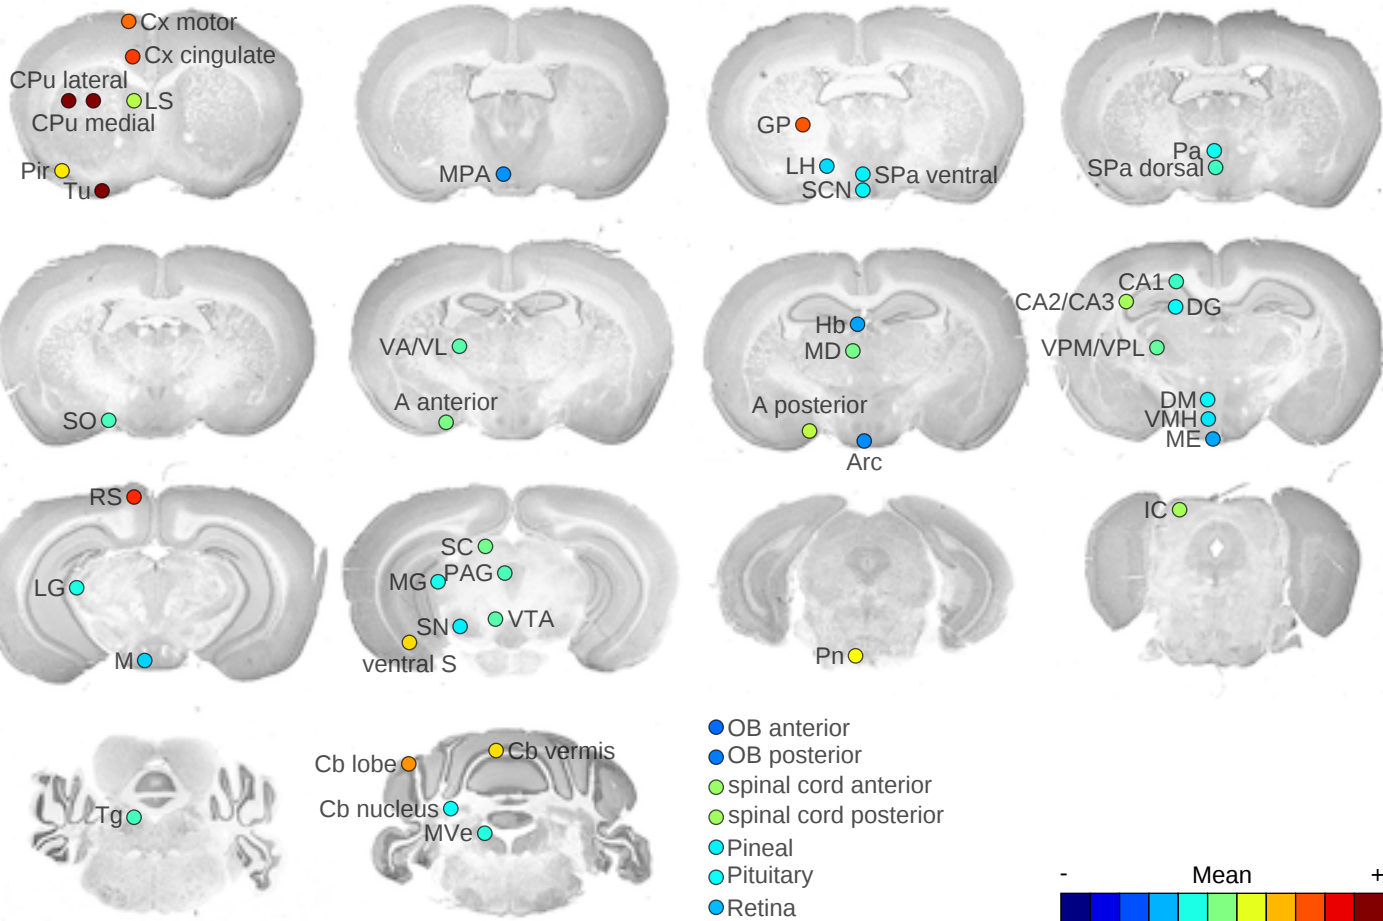 Cx motor
Cx cingulate
CPu lateral
LS
CPu medial
Pir
Tu
MPA
GP
LH
SPa ventral
SCN
Pa
SPa dorsal
SO
VA/VL
A anterior
Hb
MD
A posterior
Arc
CA1
CA2/CA3
DG
VPM/VPL
DM
VMH
ME
RS
LG
M
SC
PAG
MG
VTA
SN
ventral S
Pn
IC
Tg
Cb vermis
Cb lobe
Cb nucleus
MVe
OB anterior
OB posterior
spinal cord anterior
spinal cord posterior
Pineal
Pituitary
Retina
- Mean +